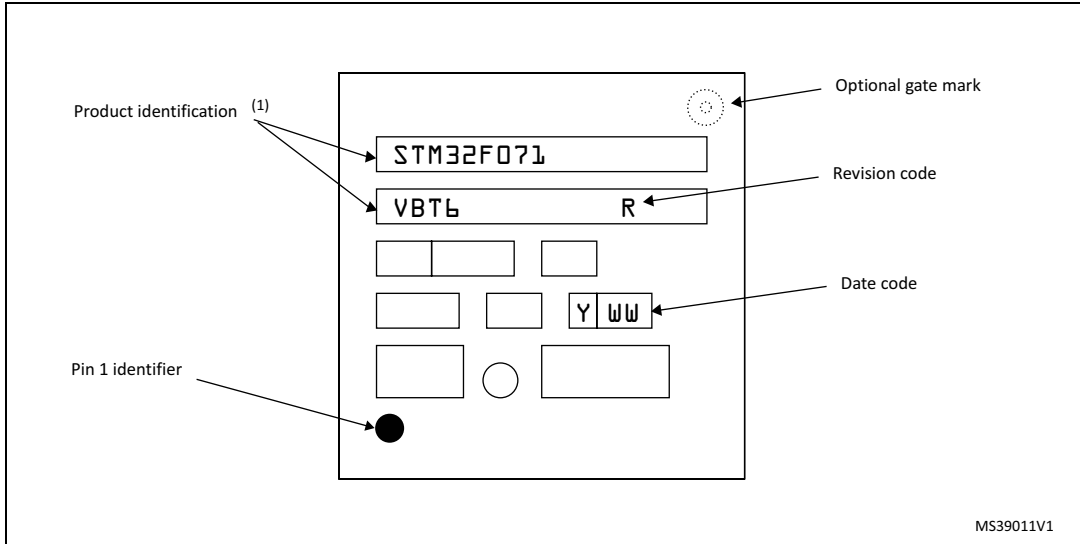 Optional gate mark
Product identification (1)
STM32F071
Revision code
VBT6 R
Date code
Y WW
Pin 1 identifier
MS39011V1